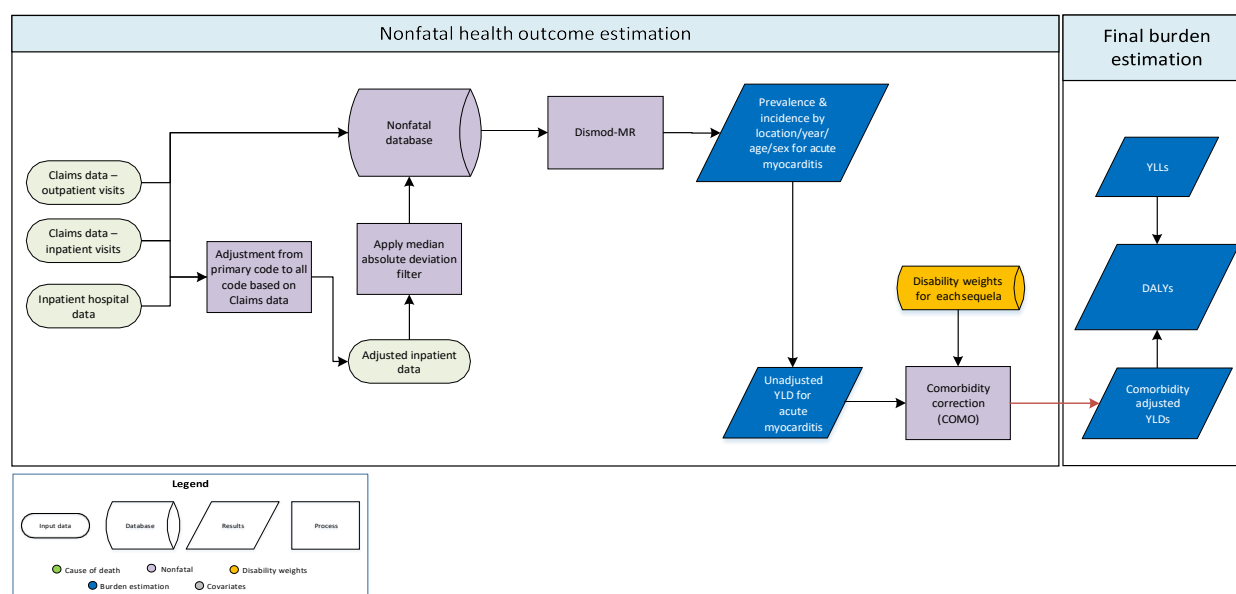 Nonfatal health outcome estimation
Final burden
estimation
Claims data –
outpatient visits
Claims data –
inpatient visits
Inpatient hospital
data
Adjustment from
primary code to all
code based on
Claims data
Nonfatal
database
Apply median
absolute deviation
filter
Adjusted inpatient
data
Dismod-MR
Prevalence &
incidence by
location/year/
age/sex for acute
myocarditis
Disability weights
for eachsequela
Unadjusted
YLD for
acute
myocarditis
Comorbidity
correction
(COMO)
YLLs
DALYs
Comorbidity
adjusted
YLDs
Legend
Input data
Database
Results
Process
Cause of death
Nonfatal
Disability weights
Burden estimation
Covariates